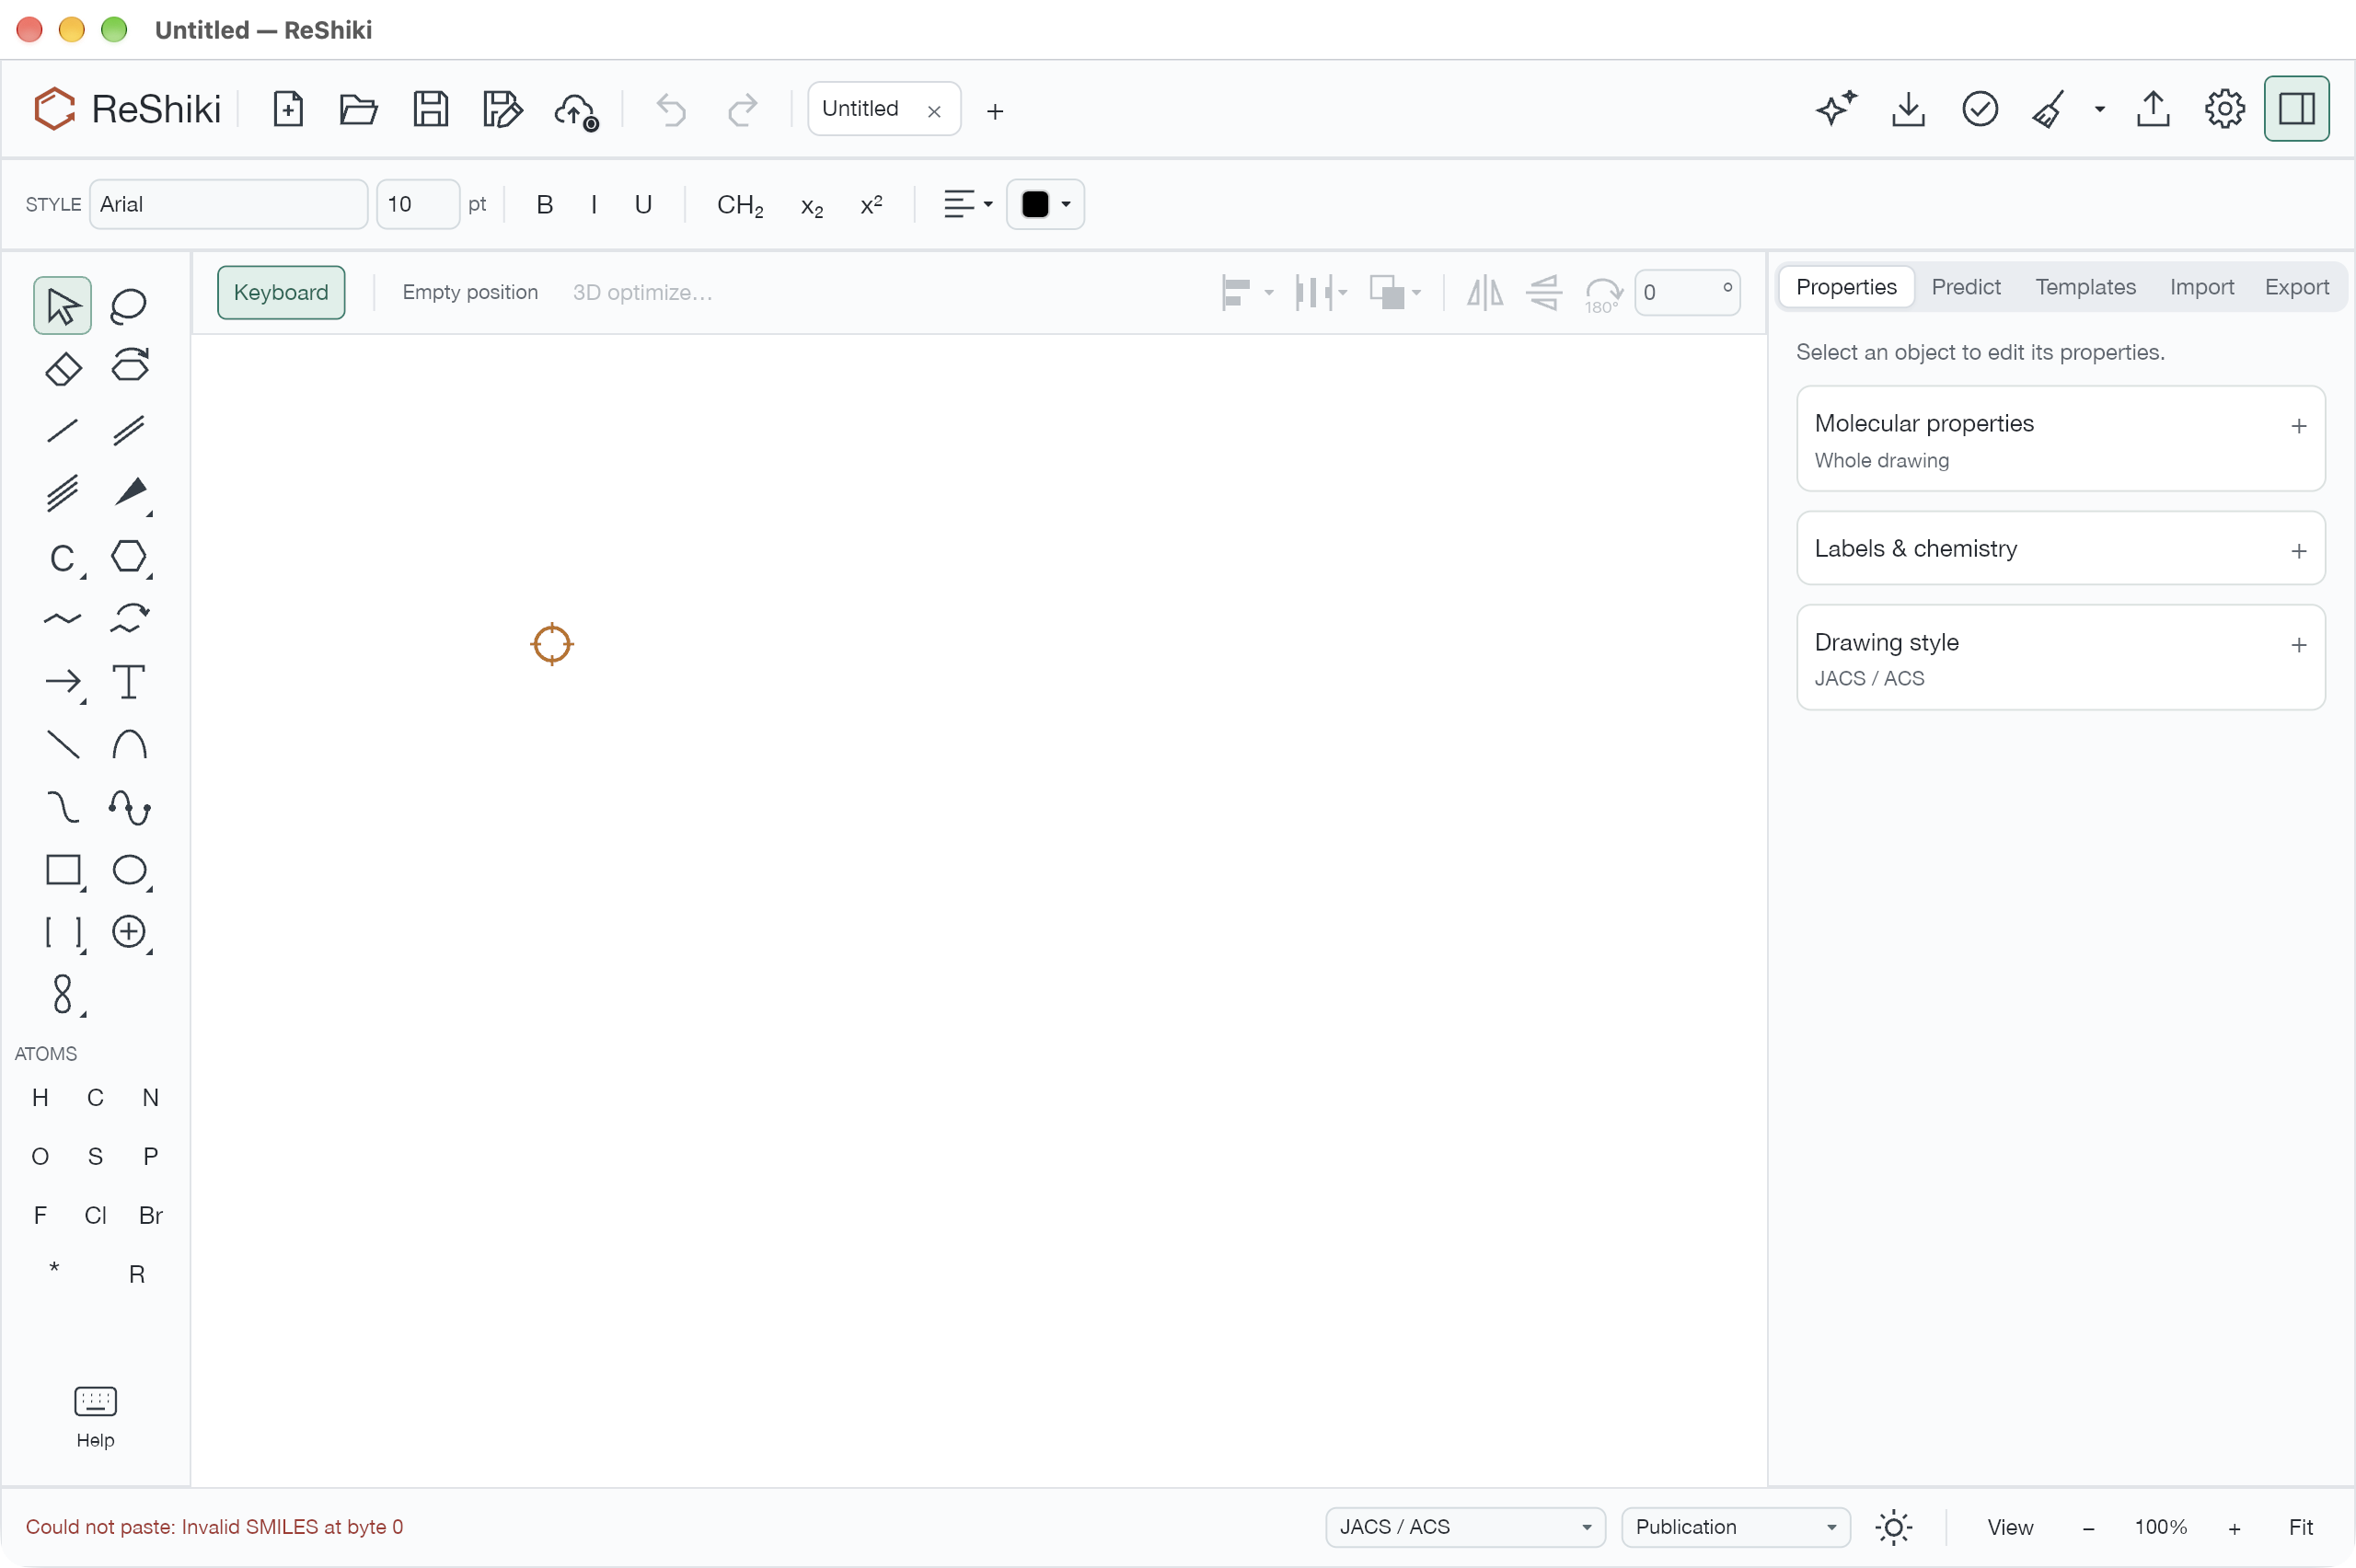 Untitled — ReShiki
ReShiki
Untitled × +
STYLE Arial 10 pt B I U CH₂ x₂ x²
Keyboard Empty position 3D optimize… 180° 0 °
Properties Predict Templates Import Export
Select an object to edit its properties.
Molecular properties +
Whole drawing
Labels & chemistry +
Drawing style +
JACS / ACS
C
T
[ ]
ATOMS
H C N
O S P
F Cl Br
* R
Help
Could not paste: Invalid SMILES at byte 0
JACS / ACS Publication View – 100% + Fit